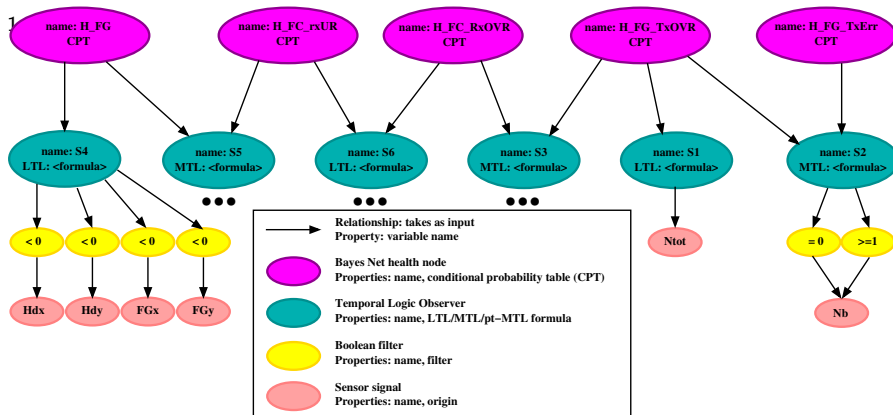 1
name: H_FG
CPT
name: H_FC_rxUR
CPT
name: H_FC_RxOVR
CPT
name: H_FG_TxOVR
CPT
name: H_FG_TxErr
CPT
name: S4
LTL: <formula>
name: S5
MTL: <formula>
name: S6
LTL: <formula>
name: S3
MTL: <formula>
name: S1
LTL: <formula>
name: S2
MTL: <formula>
< 0
< 0
< 0
< 0
Ntot
= 0
>=1
Hdx
Hdy
FGx
FGy
Nb
Relationship: takes as input
Property: variable name
Bayes Net health node
Properties: name, conditional probability table (CPT)
Temporal Logic Observer
Properties: name, LTL/MTL/pt−MTL formula
Boolean filter
Properties: name, filter
Sensor signal
Properties: name, origin